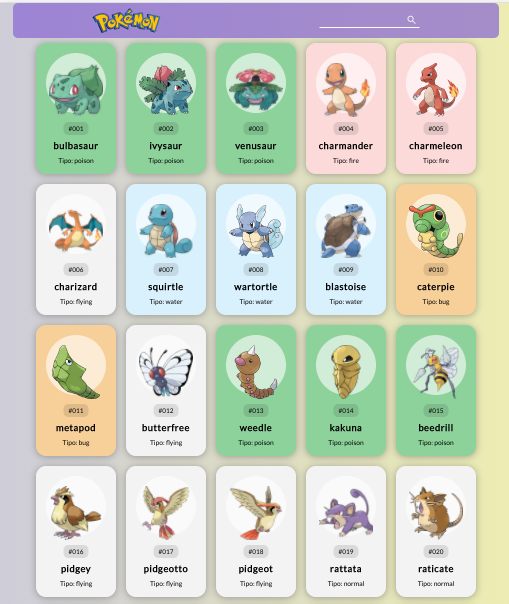 Pokémon
#001
bulbasaur
Tipo: poison
#002
ivysaur
Tipo: poison
#003
venusaur
Tipo: poison
#004
charmander
Tipo: fire
#005
charmeleon
Tipo: fire
#006
charizard
Tipo: flying
#007
squirtle
Tipo: water
#008
wartortle
Tipo: water
#009
blastoise
Tipo: water
#010
caterpie
Tipo: bug
#011
metapod
Tipo: bug
#012
butterfree
Tipo: flying
#013
weedle
Tipo: poison
#014
kakuna
Tipo: poison
#015
beedrill
Tipo: poison
#016
pidgey
Tipo: flying
#017
pidgeotto
Tipo: flying
#018
pidgeot
Tipo: flying
#019
rattata
Tipo: normal
#020
raticate
Tipo: normal